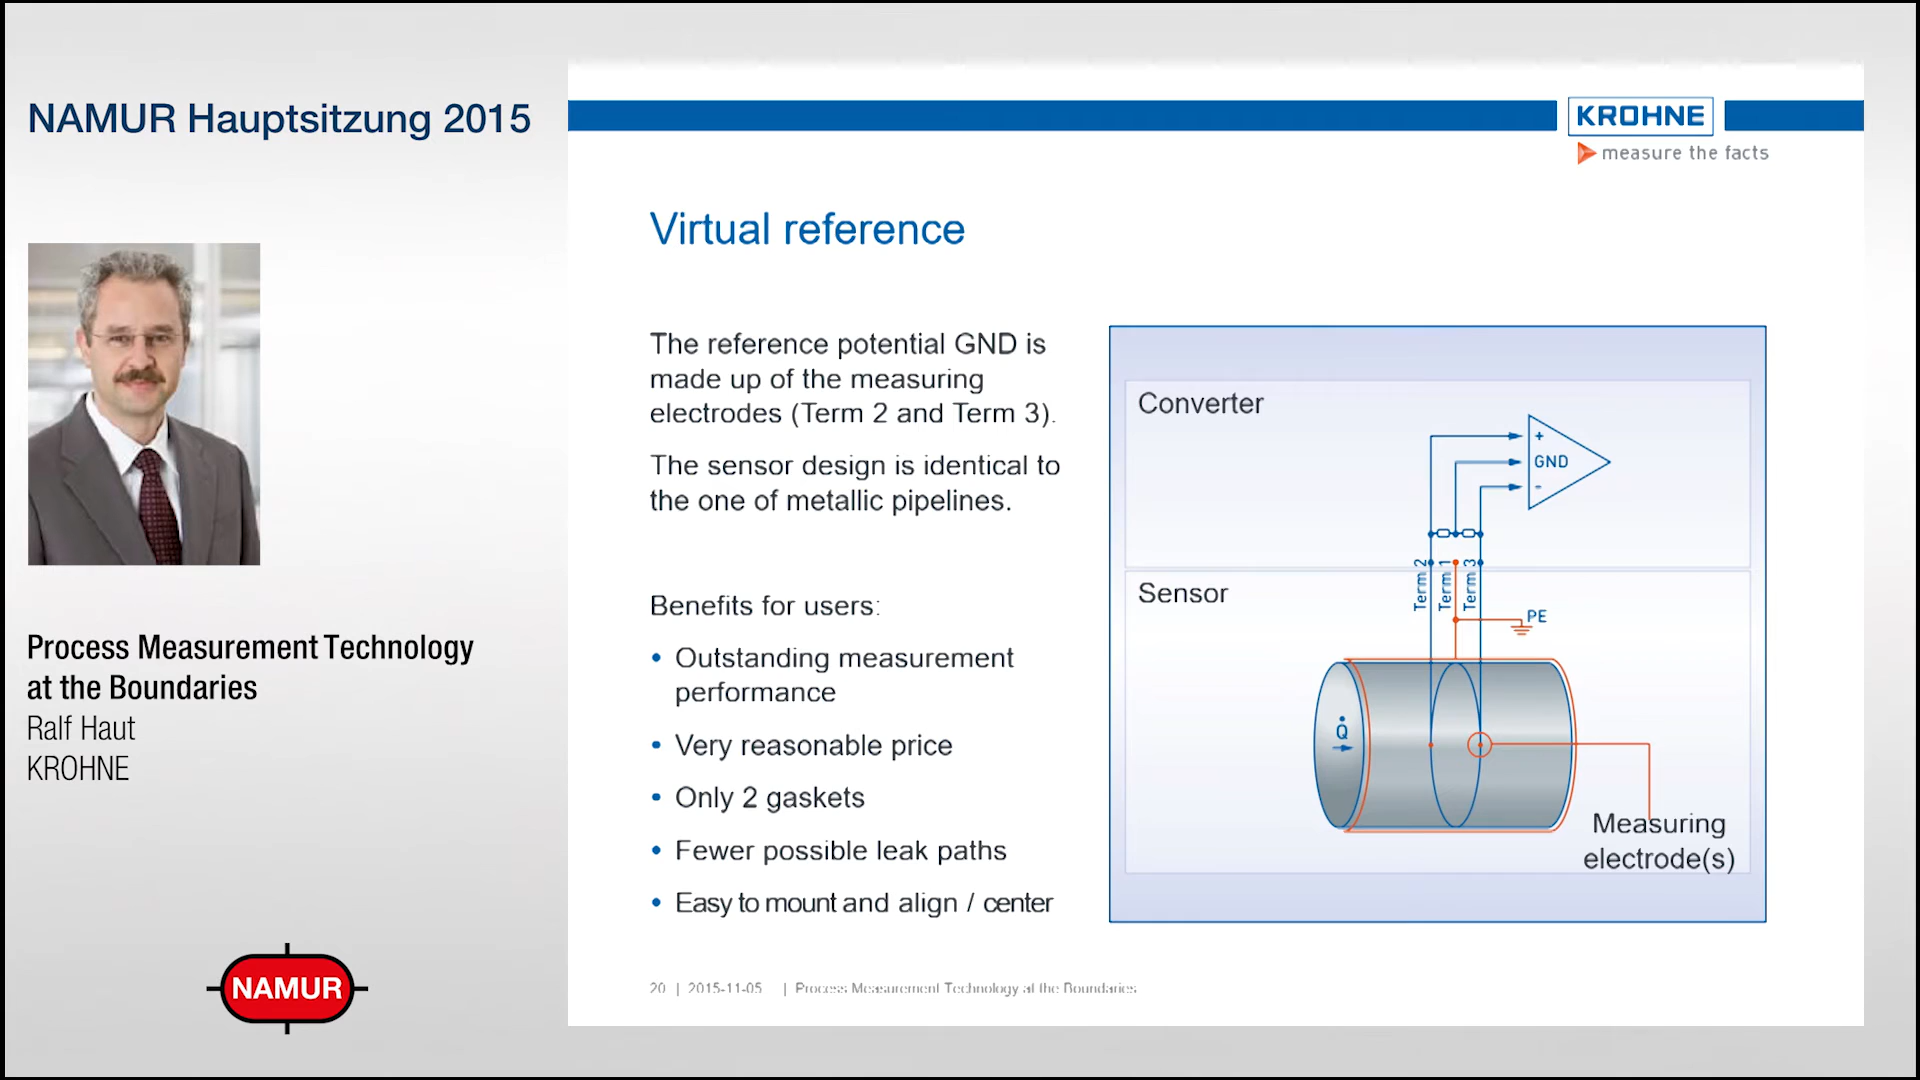 NAMUR Hauptsitzung 2015
Process Measurement Technology
at the Boundaries
Ralf Haut
KROHNE
NAMUR
KROHNE
measure the facts
Virtual reference
The reference potential GND is
made up of the measuring
electrodes (Term 2 and Term 3).
The sensor design is identical to
the one of metallic pipelines.
Benefits for users:
• Outstanding measurement
performance
• Very reasonable price
• Only 2 gaskets
• Fewer possible leak paths
• Easy to mount and align / center
Converter
+
GND
-
Term 2
Term 1
Term 3
Sensor
PE
Q̇
Measuring
electrode(s)
20 | 2015-11-05 | Process Measurement Technology at the Boundaries